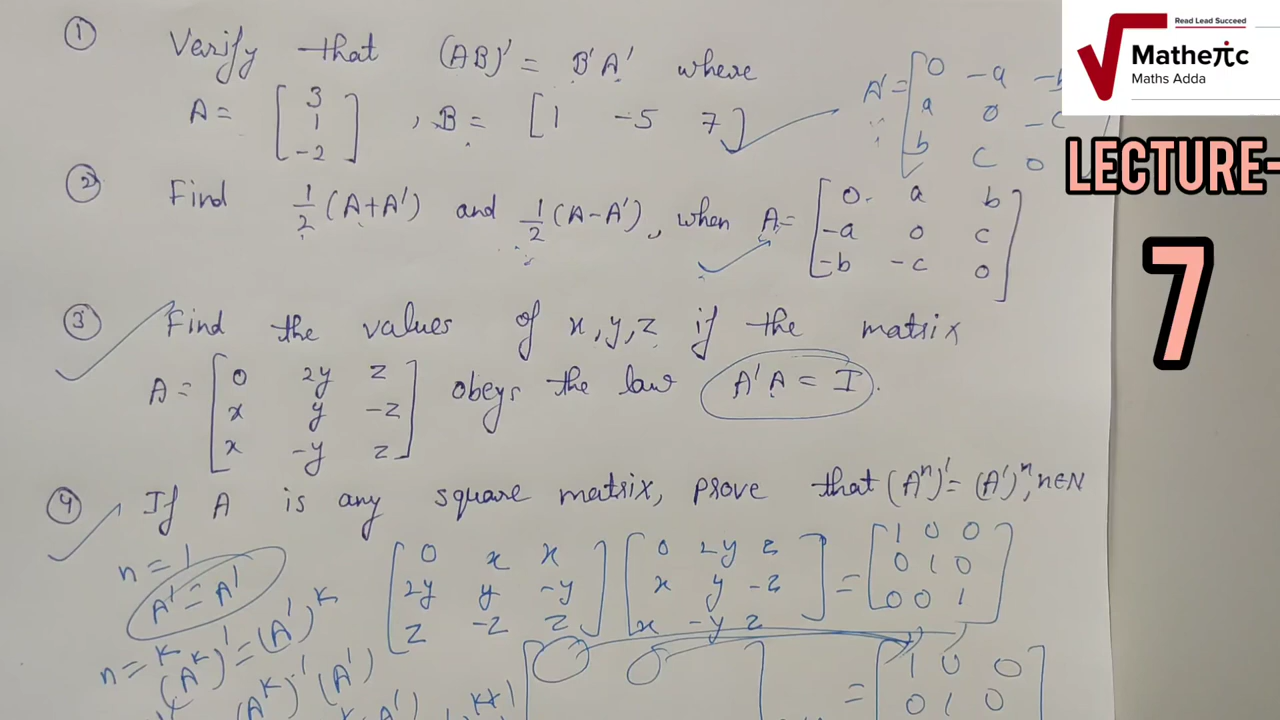 ① Verify that (AB)' = B'A' where
A = [3 1 -2], B = [1 -5 7]
A' = [0 -a -b
a 0 -c
b c 0]
② Find 1/2 (A+A') and 1/2 (A-A'), when A = [0 a b
-a 0 c
-b -c 0]
③ Find the values of x, y, z if the matrix
A = [0 2y z
x y -z
x -y z] obeys the law A'A = I.
④ If A is any square matrix, prove that (Aⁿ)' = (A')ⁿ, n∈N
n = 1
A' = A'
n = K
(A^K)' = (A')^K
(A^K)' (A')
[0 x x
2y y -y
z -z z] [0 2y z
x y -z
x -y z] = [1 0 0
0 1 0
0 0 1]
= [1 0 0
0 1 0
Read Lead Succeed
Matheπc
Maths Adda
LECTURE-
7